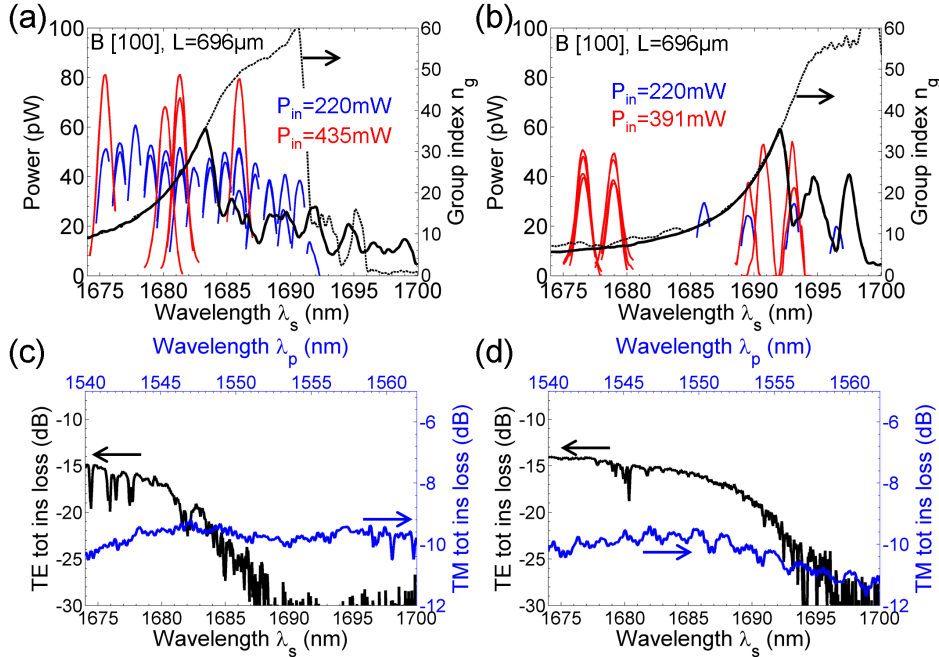 (a)
B [100], L=696µm
P_in=220mW
P_in=435mW
Power (pW)
100
80
60
40
20
0
Group index n_g
60
50
40
30
20
10
0
1675 1680 1685 1690 1695 1700
Wavelength λ_s (nm)
(b)
B [100], L=696µm
P_in=220mW
P_in=391mW
Power (pW)
100
80
60
40
20
0
Group index n_g
60
50
40
30
20
10
0
1675 1680 1685 1690 1695 1700
Wavelength λ_s (nm)
(c)
Wavelength λ_p (nm)
1540 1545 1550 1555 1560
TE tot ins loss (dB)
-10
-15
-20
-25
-30
TM tot ins loss (dB)
-6
-8
-10
-12
1675 1680 1685 1690 1695 1700
Wavelength λ_s (nm)
(d)
Wavelength λ_p (nm)
1540 1545 1550 1555 1560
TE tot ins loss (dB)
-10
-15
-20
-25
-30
TM tot ins loss (dB)
-6
-8
-10
-12
1675 1680 1685 1690 1695 1700
Wavelength λ_s (nm)